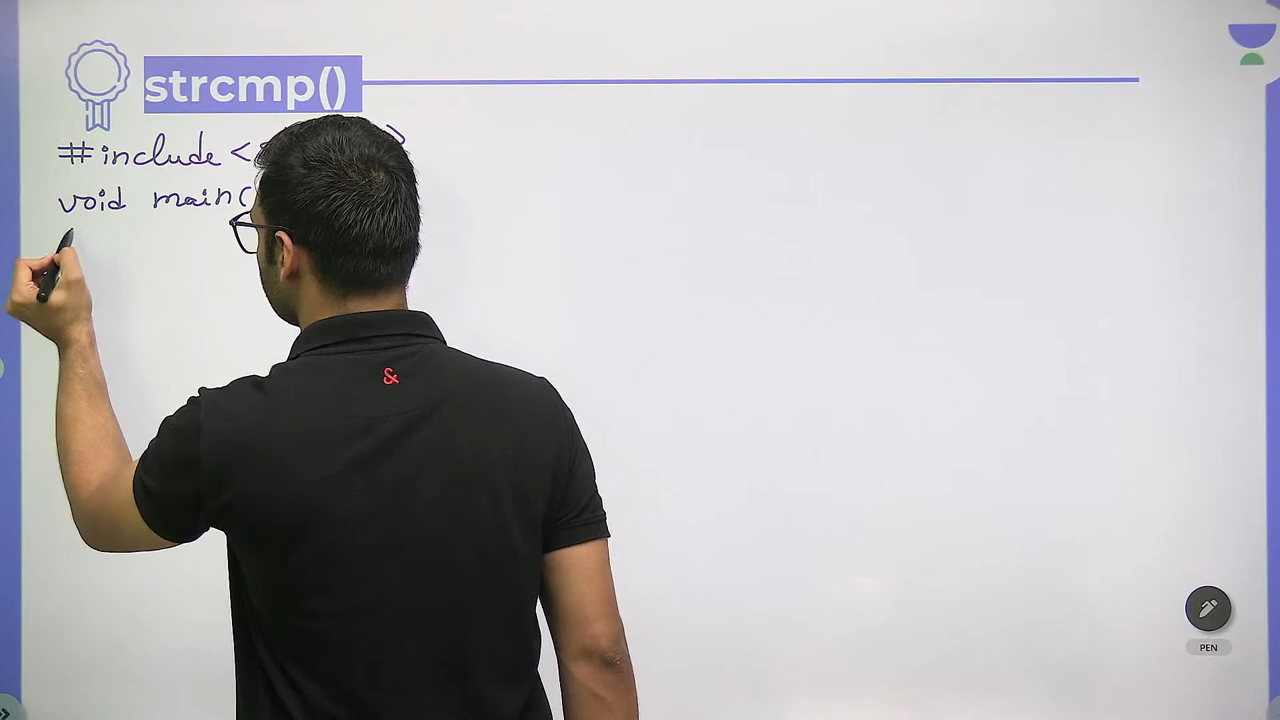 strcmp()
#include <
void main(
&
PEN